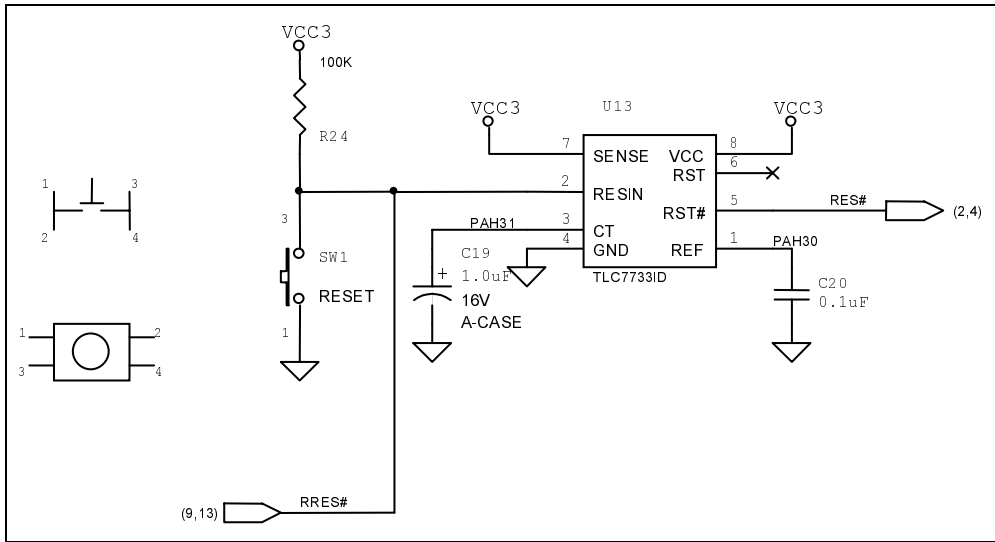 VCC3
100K
R24
VCC3
U13
VCC3
7
SENSE
VCC
8
6
RST
2
RESIN
RST#
5
RES#
(2,4)
3
PAH31
CT
4
GND
REF
1
PAH30
TLC7733ID
1
3
2
4
3
SW1
RESET
1
C19
+
1.0uF
16V
A-CASE
C20
0.1uF
1
2
3
4
(9,13)
RRES#